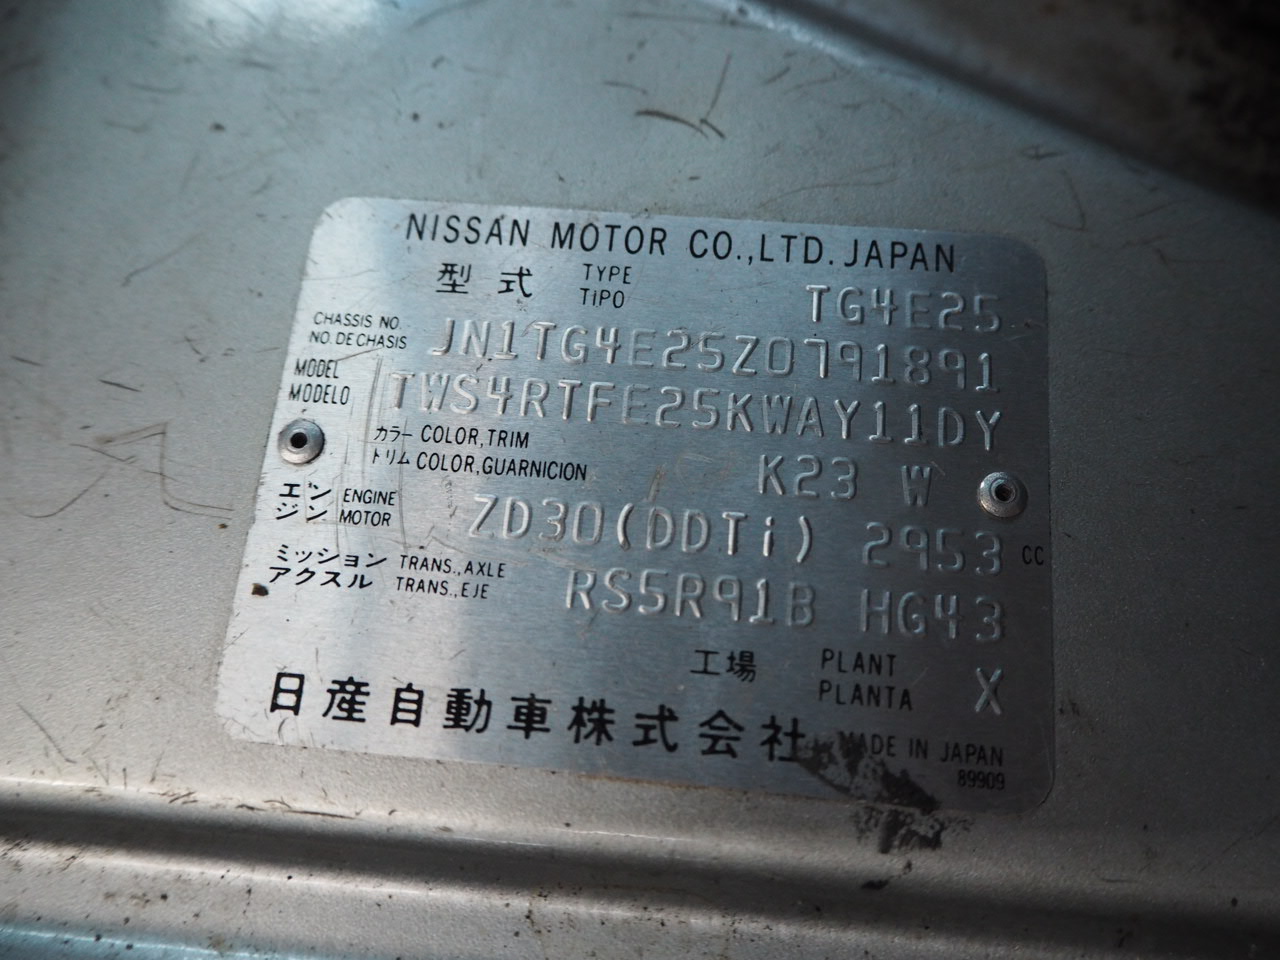 NISSAN MOTOR CO.,LTD. JAPAN
型式 TYPE TIPO TG4E25
CHASSIS NO. NO. DE CHASIS JN1TG4E25Z0791891
MODEL MODELO TWS4RTFE25KWAY11DY
カラー COLOR,TRIM
トリム COLOR,GUARNICION K23 W
エンジン ENGINE MOTOR ZD30(DDTi) 2953 CC
ミッション TRANS.,AXLE
アクスル TRANS.,EJE RS5R91B HG43
工場 PLANT PLANTA X
日産自動車株式会社 MADE IN JAPAN
89909